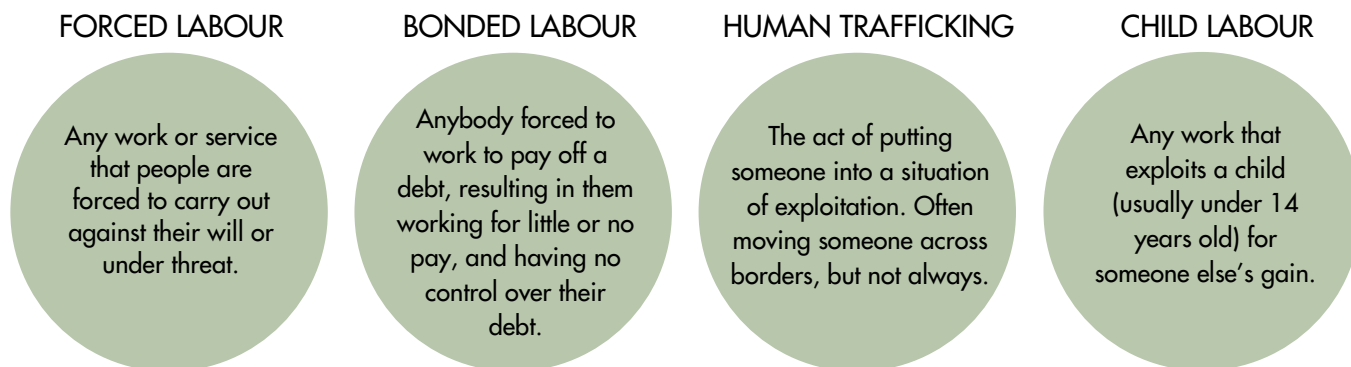 FORCED LABOUR
Any work or service
that people are
forced to carry out
against their will or
under threat.
BONDED LABOUR
Anybody forced to
work to pay off a
debt, resulting in them
working for little or no
pay, and having no
control over their
debt.
HUMAN TRAFFICKING
The act of putting
someone into a situation
of exploitation. Often
moving someone across
borders, but not always.
CHILD LABOUR
Any work that
exploits a child
(usually under 14
years old) for
someone else’s gain.